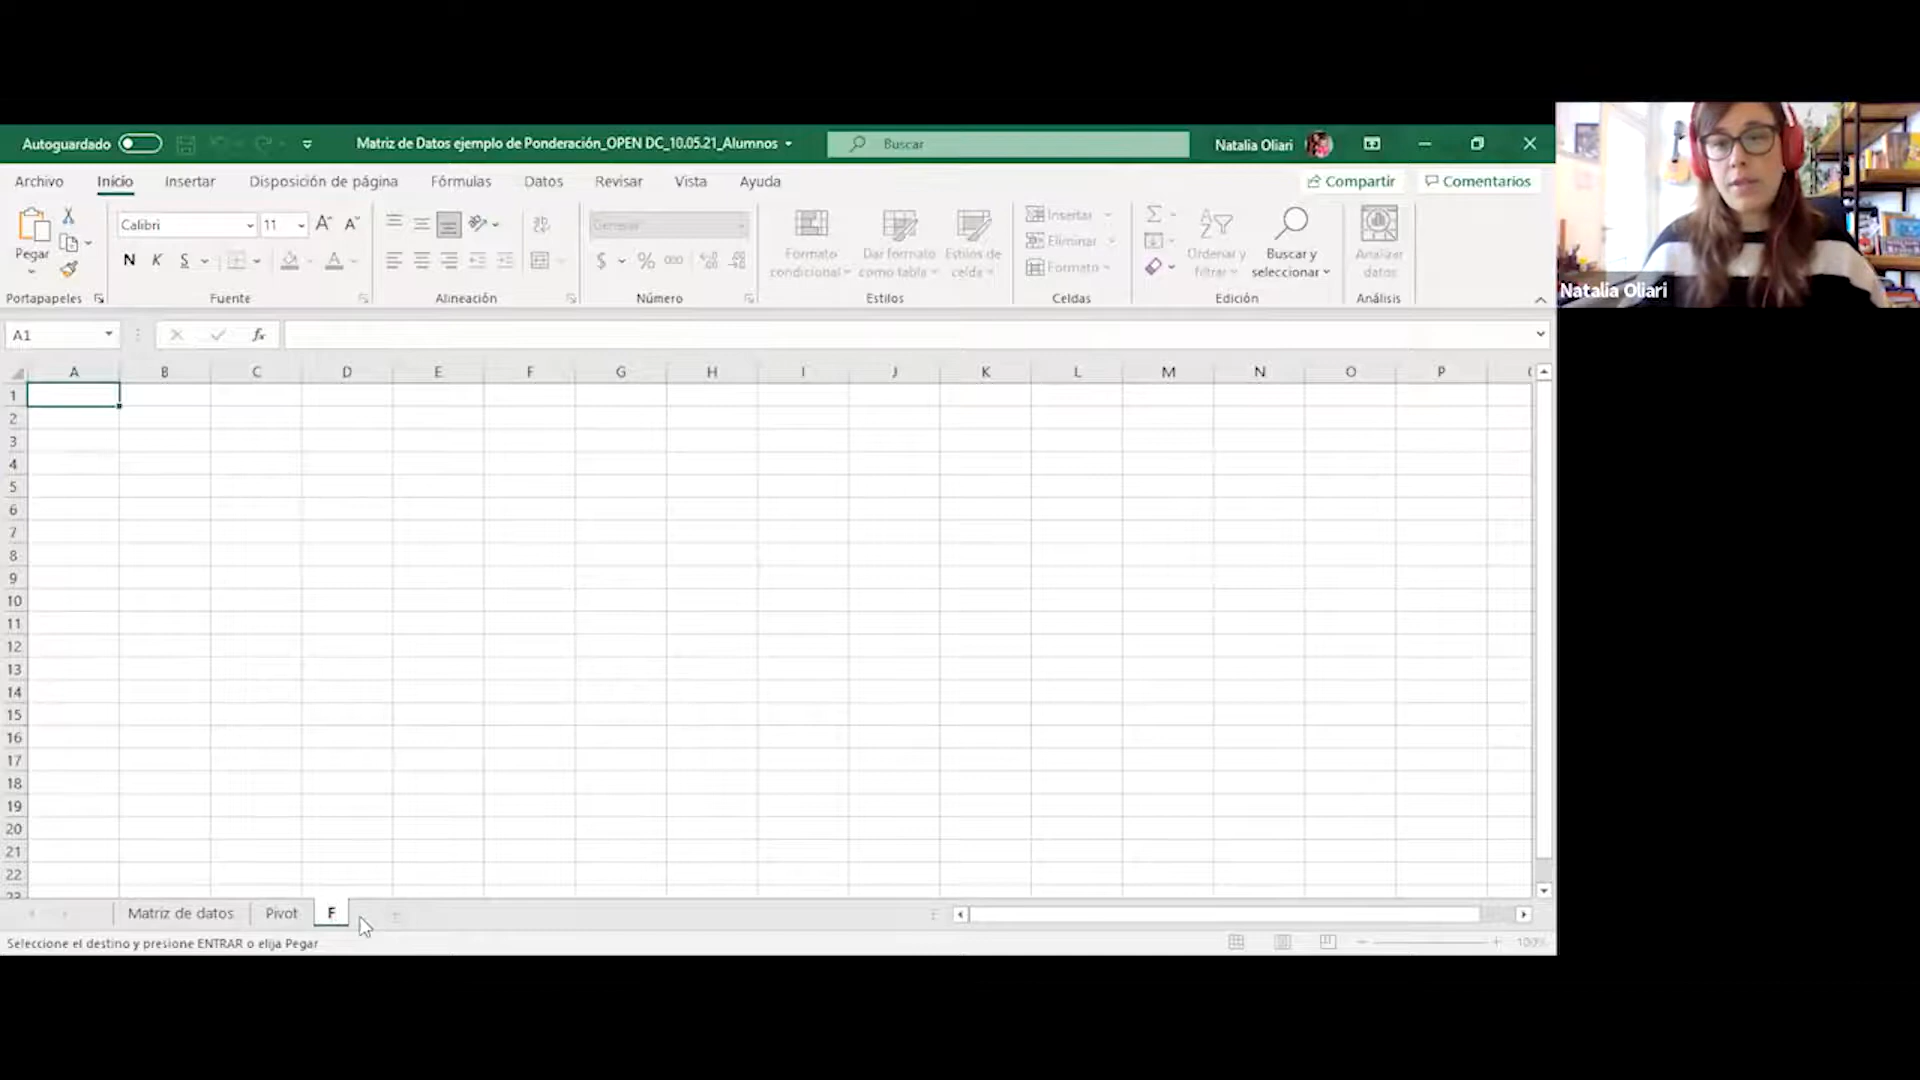 Autoguardado
Matriz de Datos ejemplo de Ponderación_OPEN DC_10.05.21_Alumnos
Buscar
Natalia Oliari
Archivo Inicio Insertar Disposición de página Fórmulas Datos Revisar Vista Ayuda
Compartir Comentarios
Pegar
Calibri 11
N K S
General
$ % 000
Formato condicional
Dar formato como tabla
Estilos de celda
Insertar
Eliminar
Formato
Ordenar y filtrar
Buscar y seleccionar
Analizar datos
Portapapeles Fuente Alineación Número Estilos Celdas Edición Análisis
Natalia Oliari
A1 fx
A B C D E F G H I J K L M N O P
1
2
3
4
5
6
7
8
9
10
11
12
13
14
15
16
17
18
19
20
21
22
23
Matriz de datos Pivot F
Seleccione el destino y presione ENTRAR o elija Pegar
100%